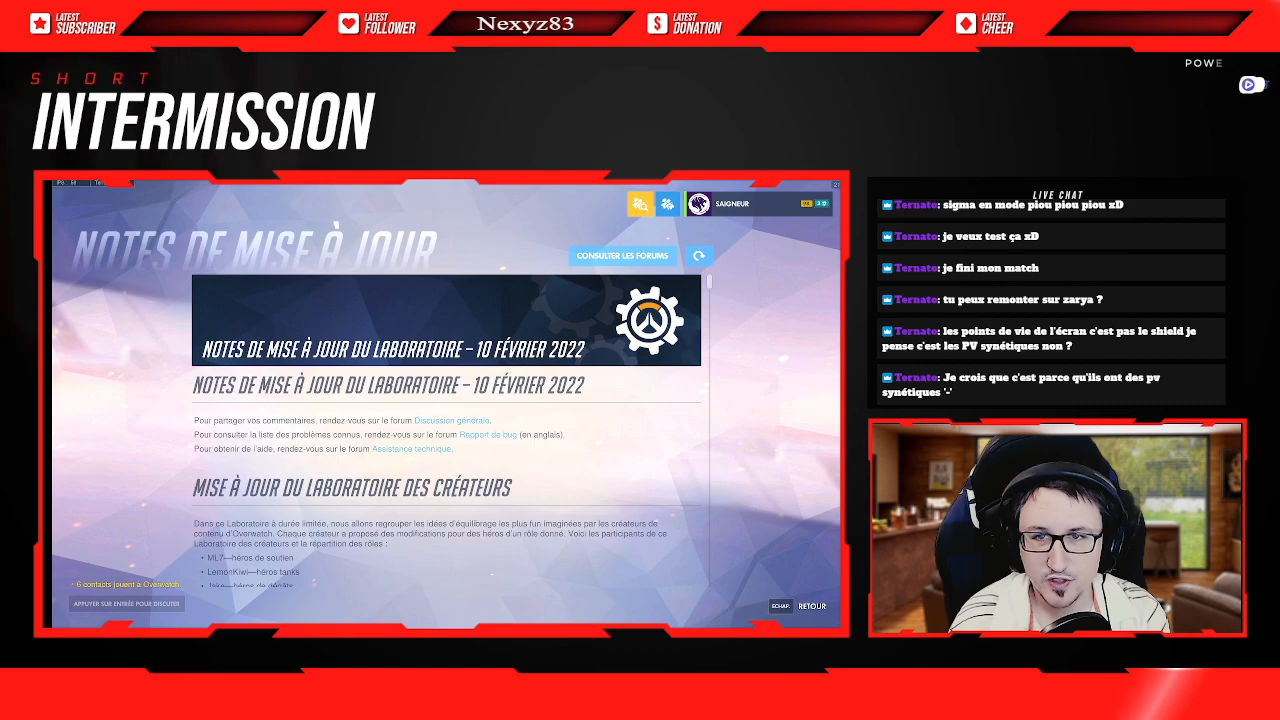 LATEST
SUBSCRIBER
LATEST
FOLLOWER
Nexyz83
LATEST
DONATION
LATEST
CHEER
POWE
SHORT
INTERMISSION
SAIGNEUR
NOTES DE MISE À JOUR
CONSULTER LES FORUMS
NOTES DE MISE À JOUR DU LABORATOIRE – 10 FÉVRIER 2022
NOTES DE MISE À JOUR DU LABORATOIRE – 10 FÉVRIER 2022
Pour partager vos commentaires, rendez-vous sur le forum Discussion générale.
Pour consulter la liste des problèmes connus, rendez-vous sur le forum Rapport de bug (en anglais).
Pour obtenir de l'aide, rendez-vous sur le forum Assistance technique.
MISE À JOUR DU LABORATOIRE DES CRÉATEURS
Dans ce Laboratoire à durée limitée, nous allons regrouper les idées d'équilibrage les plus fun imaginées par les créateurs de
contenu d'Overwatch. Chaque créateur a proposé des modifications pour des héros d'un rôle donné. Voici les participants de ce
Laboratoire des créateurs et la répartition des rôles :
• ML7—héros de soutien
• LemonKiwi—héros tanks
• Jake—héros de dégâts
• 6 contacts jouent à Overwatch
APPUYER SUR ENTRÉE POUR DISCUTER
ECHAP. RETOUR
LIVE CHAT
Ternato: sigma en mode piou piou piou xD
Ternato: je veux test ça xD
Ternato: je fini mon match
Ternato: tu peux remonter sur zarya ?
Ternato: les points de vie de l'écran c'est pas le shield je
pense c'est les PV synétiques non ?
Ternato: Je crois que c'est parce qu'ils ont des pv
synétiques '-'